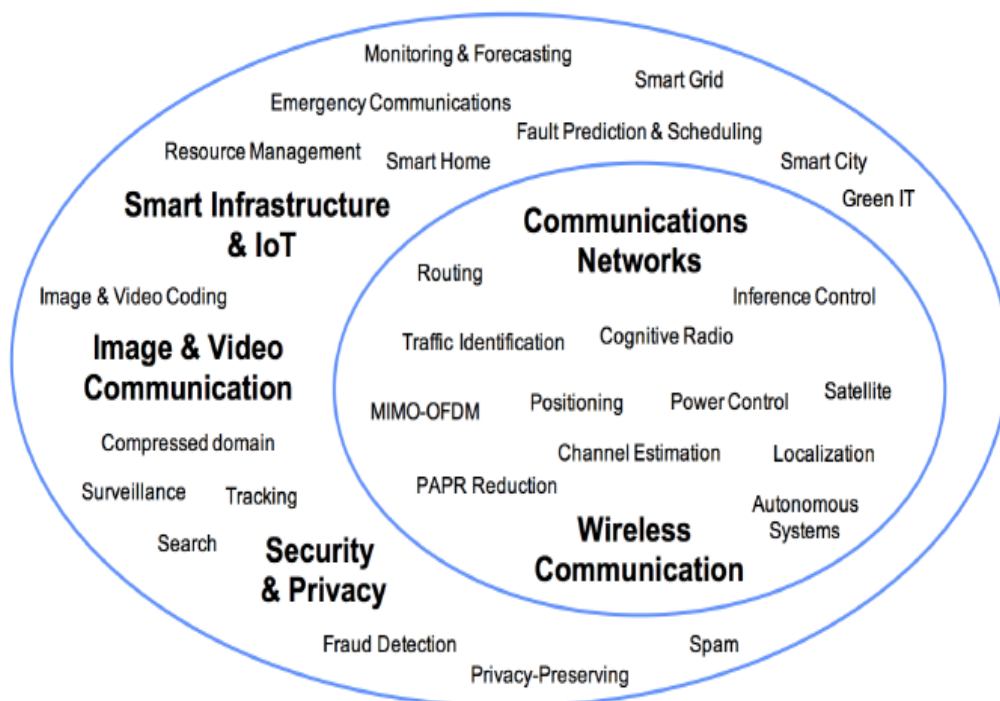 Monitoring & Forecasting
Smart Grid
Emergency Communications
Fault Prediction & Scheduling
Resource Management
Smart Home
Smart City
Green IT
Smart Infrastructure
& IoT
Communications
Networks
Routing
Image & Video Coding
Inference Control
Traffic Identification
Cognitive Radio
Image & Video
Communication
MIMO-OFDM
Positioning
Power Control
Satellite
Compressed domain
Channel Estimation
Localization
Surveillance
Tracking
PAPR Reduction
Autonomous
Systems
Search
Security
& Privacy
Wireless
Communication
Fraud Detection
Spam
Privacy-Preserving